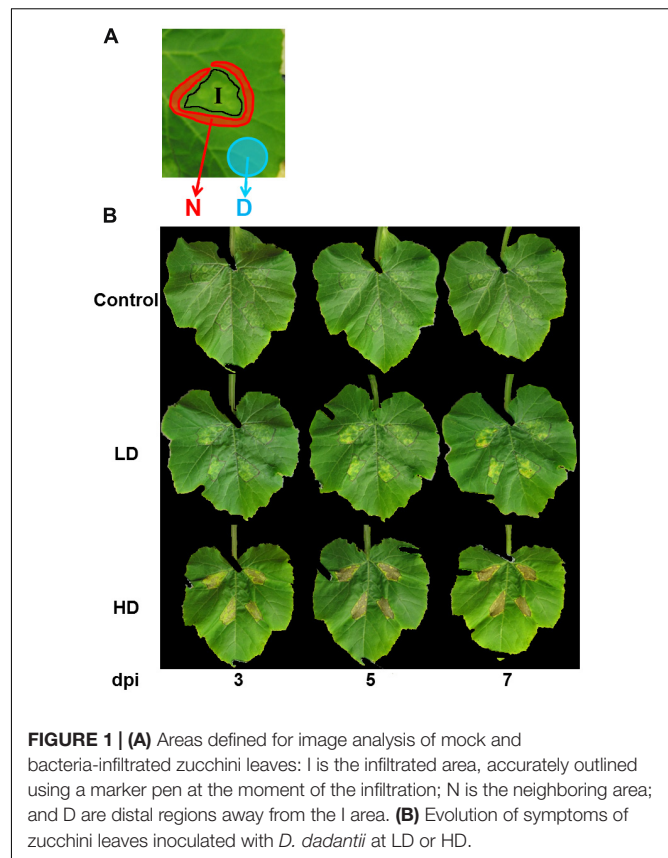 A
I
N
D
B
Control
LD
HD
dpi
3
5
7
FIGURE 1 | (A) Areas defined for image analysis of mock and
bacteria-infiltrated zucchini leaves: I is the infiltrated area, accurately outlined
using a marker pen at the moment of the infiltration; N is the neighboring area;
and D are distal regions away from the I area. (B) Evolution of symptoms of
zucchini leaves inoculated with D. dadantii at LD or HD.